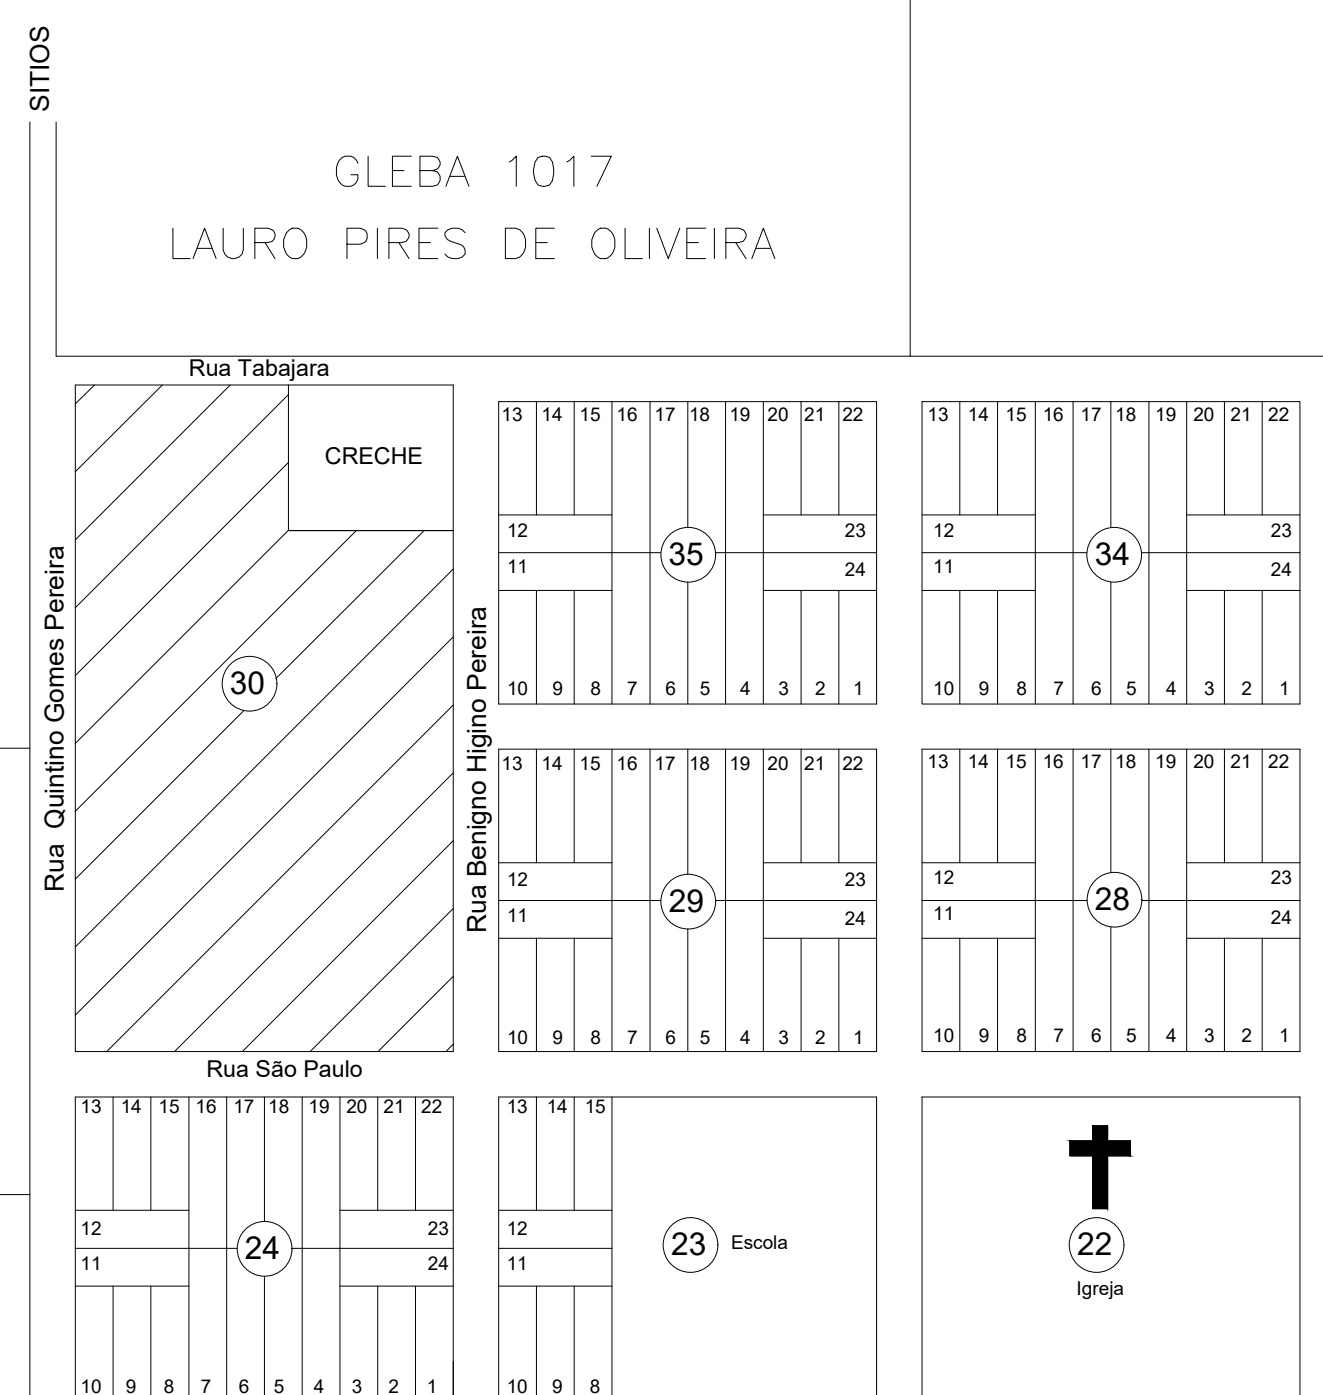 SITIOS
GLEBA 1017
LAURO PIRES DE OLIVEIRA
Rua Tabajara
CRECHE
30
Rua Quintino Gomes Pereira
Rua Benigno Higino Pereira
13 14 15 16 17 18 19 20 21 22
12 23
35
11 24
10 9 8 7 6 5 4 3 2 1
13 14 15 16 17 18 19 20 21 22
12 23
34
11 24
10 9 8 7 6 5 4 3 2 1
13 14 15 16 17 18 19 20 21 22
12 23
29
11 24
10 9 8 7 6 5 4 3 2 1
13 14 15 16 17 18 19 20 21 22
12 23
28
11 24
10 9 8 7 6 5 4 3 2 1
Rua São Paulo
13 14 15 16 17 18 19 20 21 22
12 23
24
11 24
10 9 8 7 6 5 4 3 2 1
13 14 15
12
23 Escola
11
10 9 8
22
Igreja